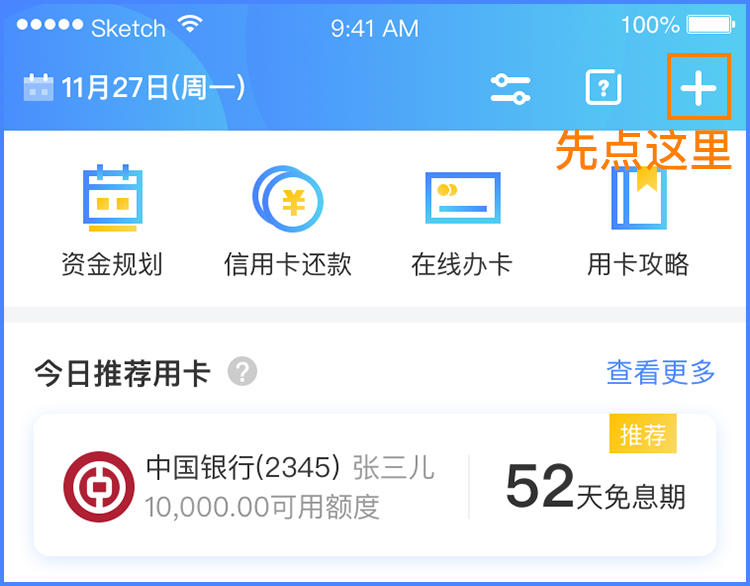 Sketch 9:41 AM 100%
11月27日(周一)
?
先点这里
¥
资金规划 信用卡还款 在线办卡 用卡攻略
今日推荐用卡 ? 查看更多
推荐
中国银行(2345) 张三儿
10,000.00可用额度
52天免息期